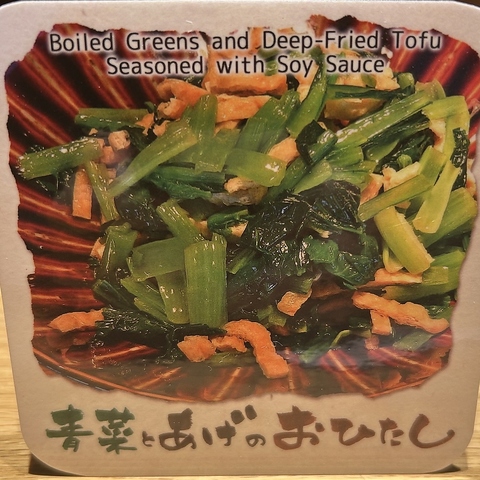 Boiled Greens and Deep-Fried Tofu
Seasoned with Soy Sauce
青菜とあげのおひたし